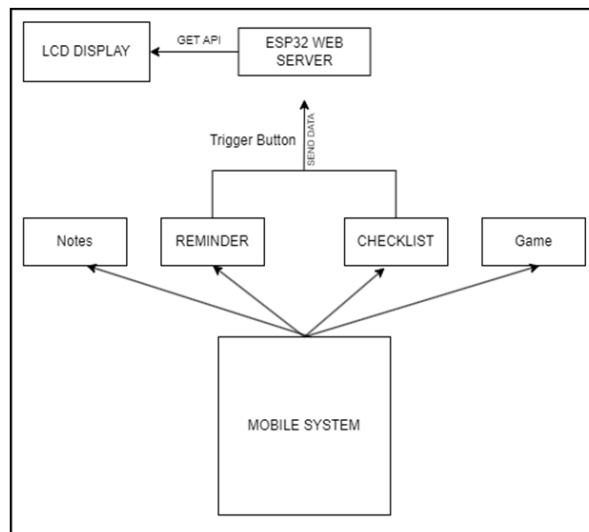 LCD DISPLAY
GET API
ESP32 WEB
SERVER
Trigger Button
SEND DATA
Notes
REMINDER
CHECKLIST
Game
MOBILE SYSTEM